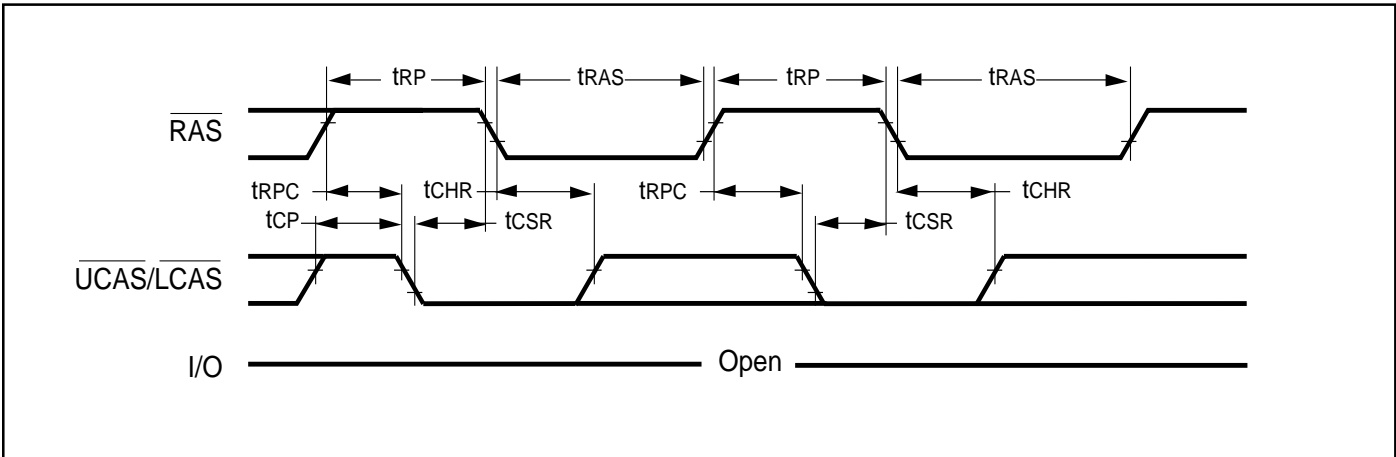 tRP tRAS tRP tRAS
RAS
tRPC tCHR tRPC tCHR
tCP tCSR tCSR
UCAS/LCAS
I/O Open